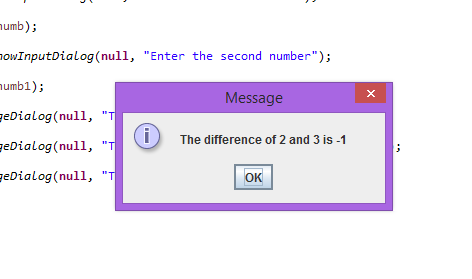 numb);
howInputDialog(null, "Enter the second number");
numb1);
geDialog(null, "T
geDialog(null, "T ;
geDialog(null, "T
Message
The difference of 2 and 3 is -1
OK